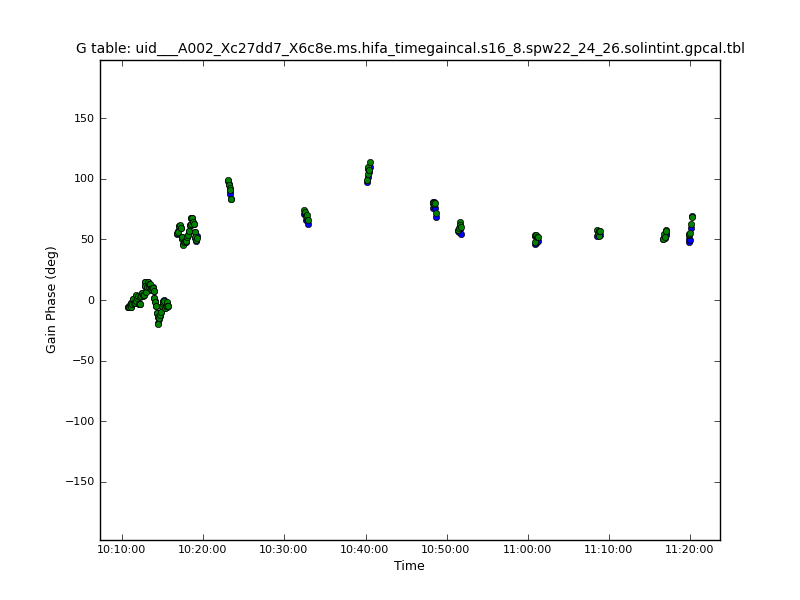 G table: uid___A002_Xc27dd7_X6c8e.ms.hifa_timegaincal.s16_8.spw22_24_26.solintint.gpcal.tbl
150
100
50
0
−50
−100
−150
Gain Phase (deg)
10:10:00 10:20:00 10:30:00 10:40:00 10:50:00 11:00:00 11:10:00 11:20:00
Time